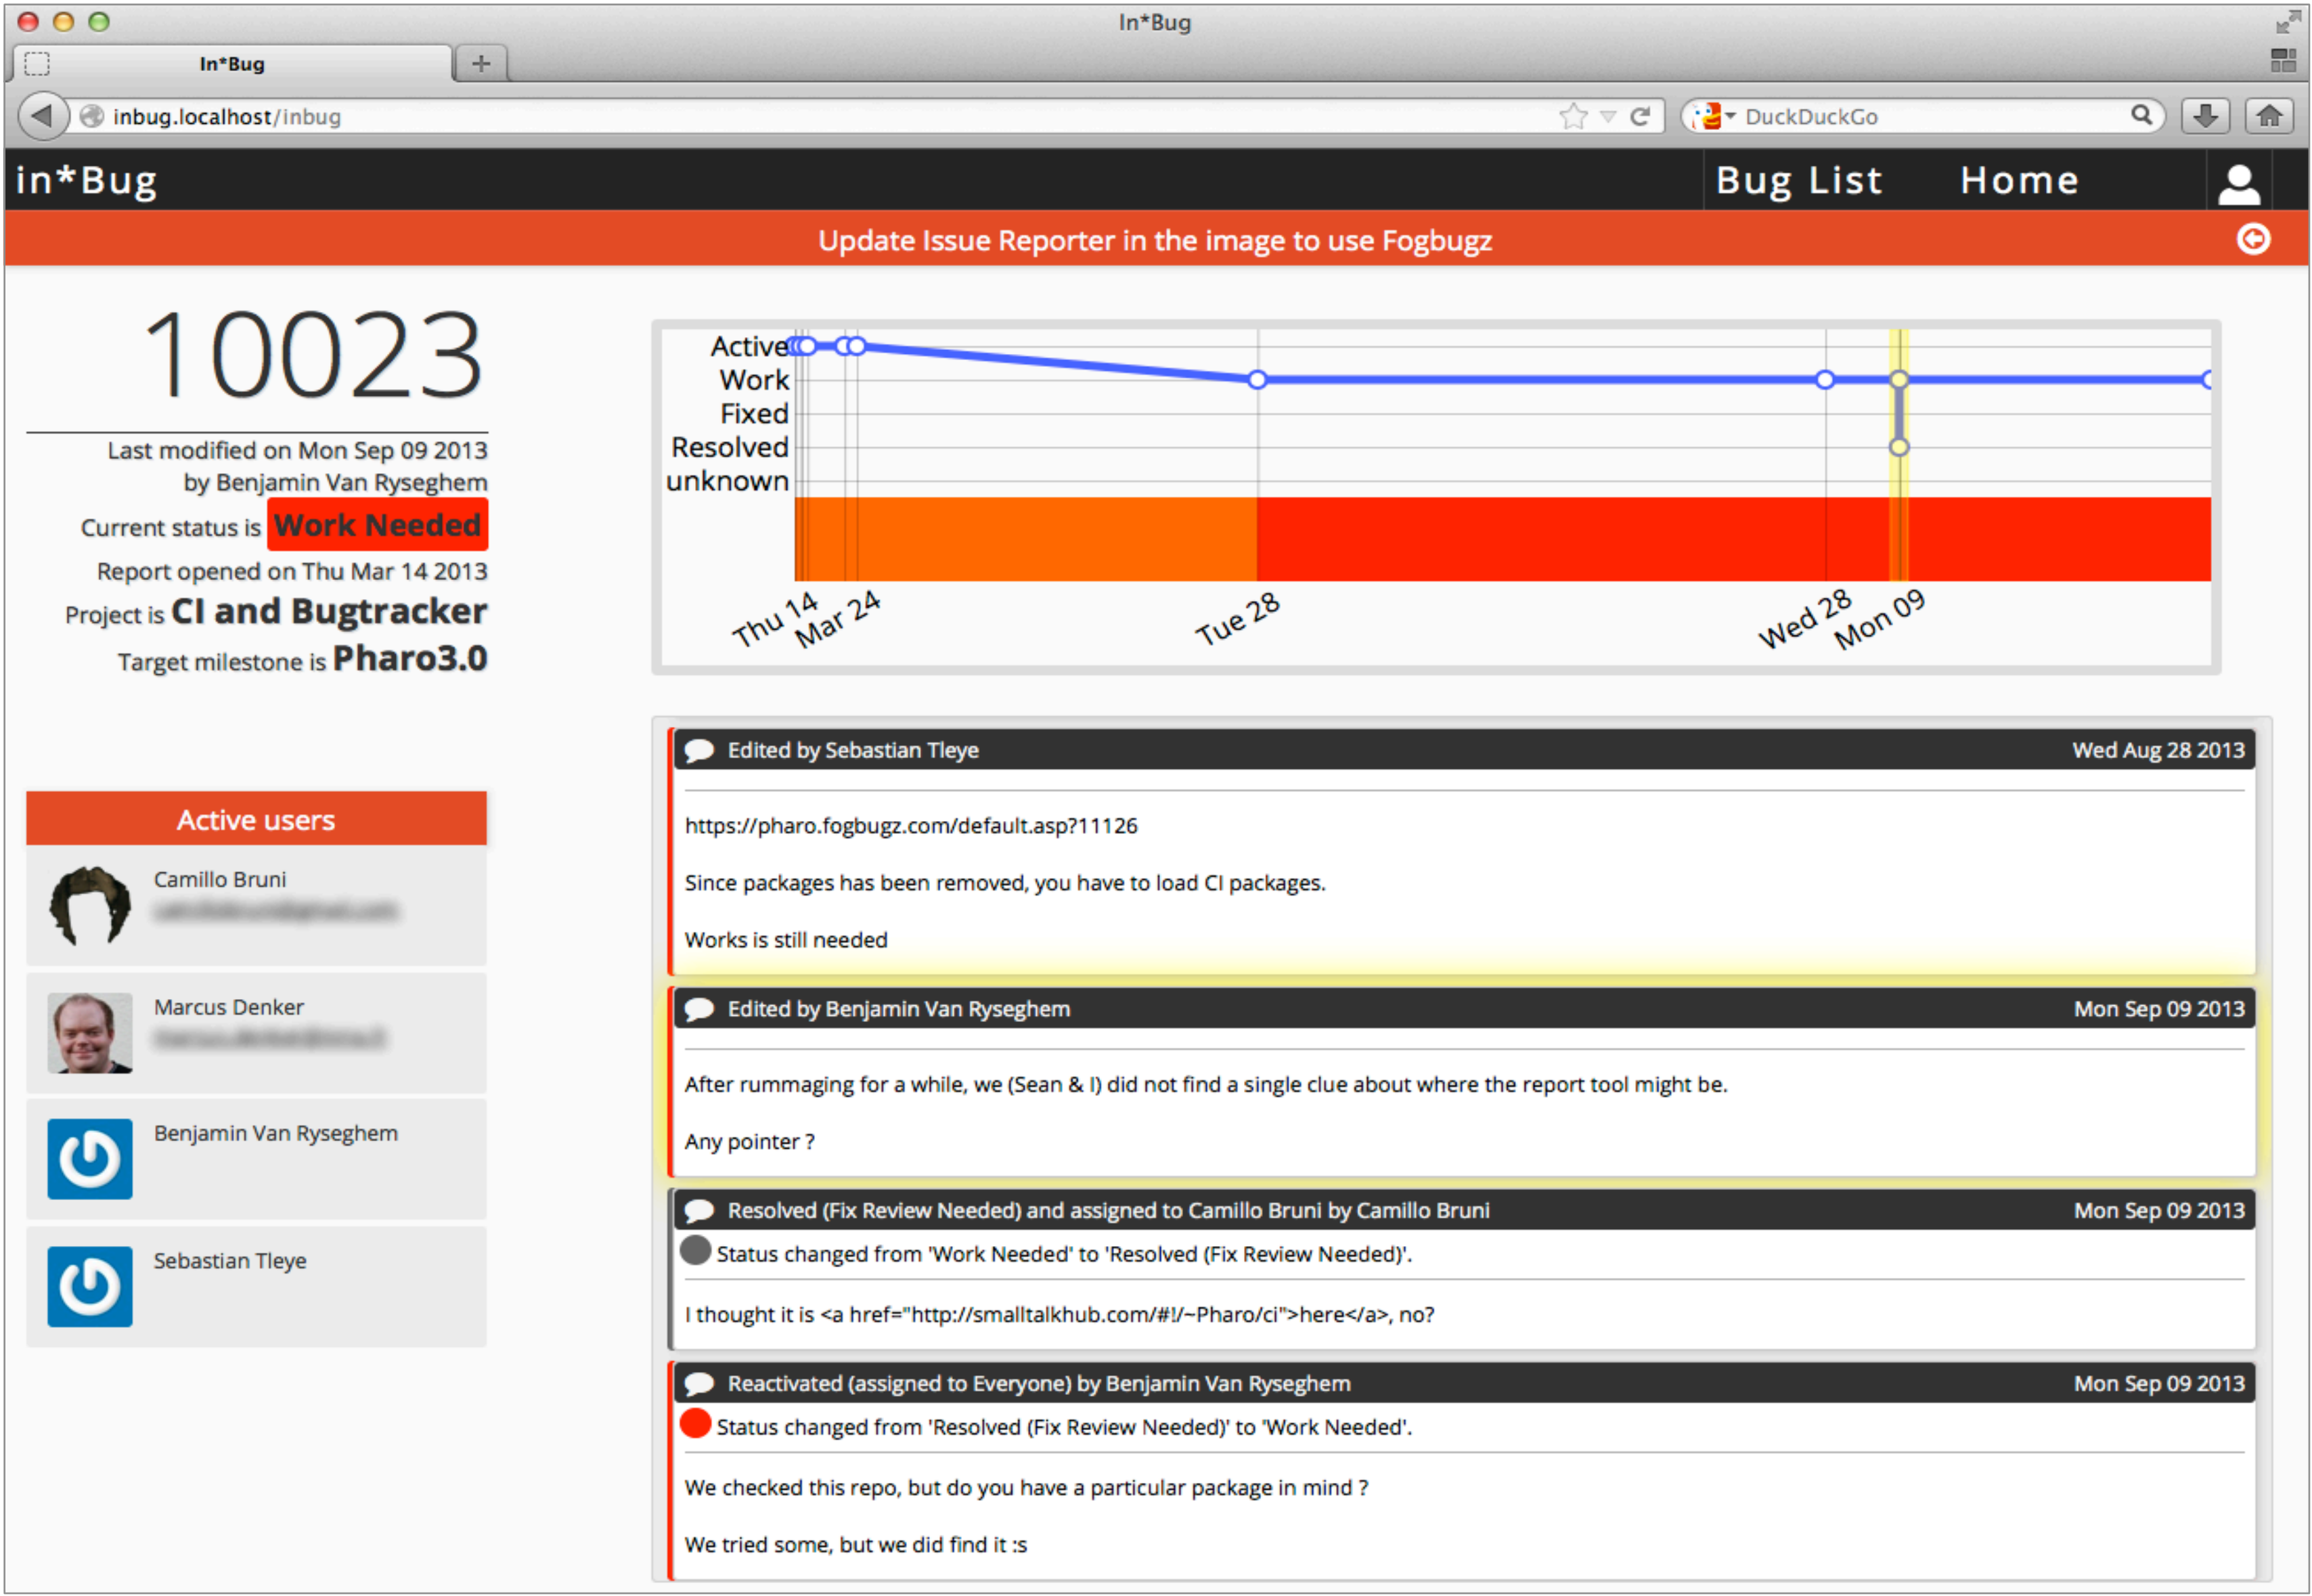 In*Bug
In*Bug
inbug.localhost/inbug
DuckDuckGo
in*Bug
Bug List
Home
Update Issue Reporter in the image to use Fogbugz
10023
Last modified on Mon Sep 09 2013
by Benjamin Van Ryseghem
Current status is Work Needed
Report opened on Thu Mar 14 2013
Project is CI and Bugtracker
Target milestone is Pharo3.0
Active users
Camillo Bruni
Marcus Denker
Benjamin Van Ryseghem
Sebastian Tleye
Active
Work
Fixed
Resolved
unknown
Thu 14
Mar 24
Tue 28
Wed 28
Mon 09
Edited by Sebastian Tleye
Wed Aug 28 2013
https://pharo.fogbugz.com/default.asp?11126
Since packages has been removed, you have to load CI packages.
Works is still needed
Edited by Benjamin Van Ryseghem
Mon Sep 09 2013
After rummaging for a while, we (Sean & I) did not find a single clue about where the report tool might be.
Any pointer ?
Resolved (Fix Review Needed) and assigned to Camillo Bruni by Camillo Bruni
Mon Sep 09 2013
Status changed from 'Work Needed' to 'Resolved (Fix Review Needed)'.
I thought it is <a href="http://smalltalkhub.com/#!/~Pharo/ci">here</a>, no?
Reactivated (assigned to Everyone) by Benjamin Van Ryseghem
Mon Sep 09 2013
Status changed from 'Resolved (Fix Review Needed)' to 'Work Needed'.
We checked this repo, but do you have a particular package in mind ?
We tried some, but we did find it :s